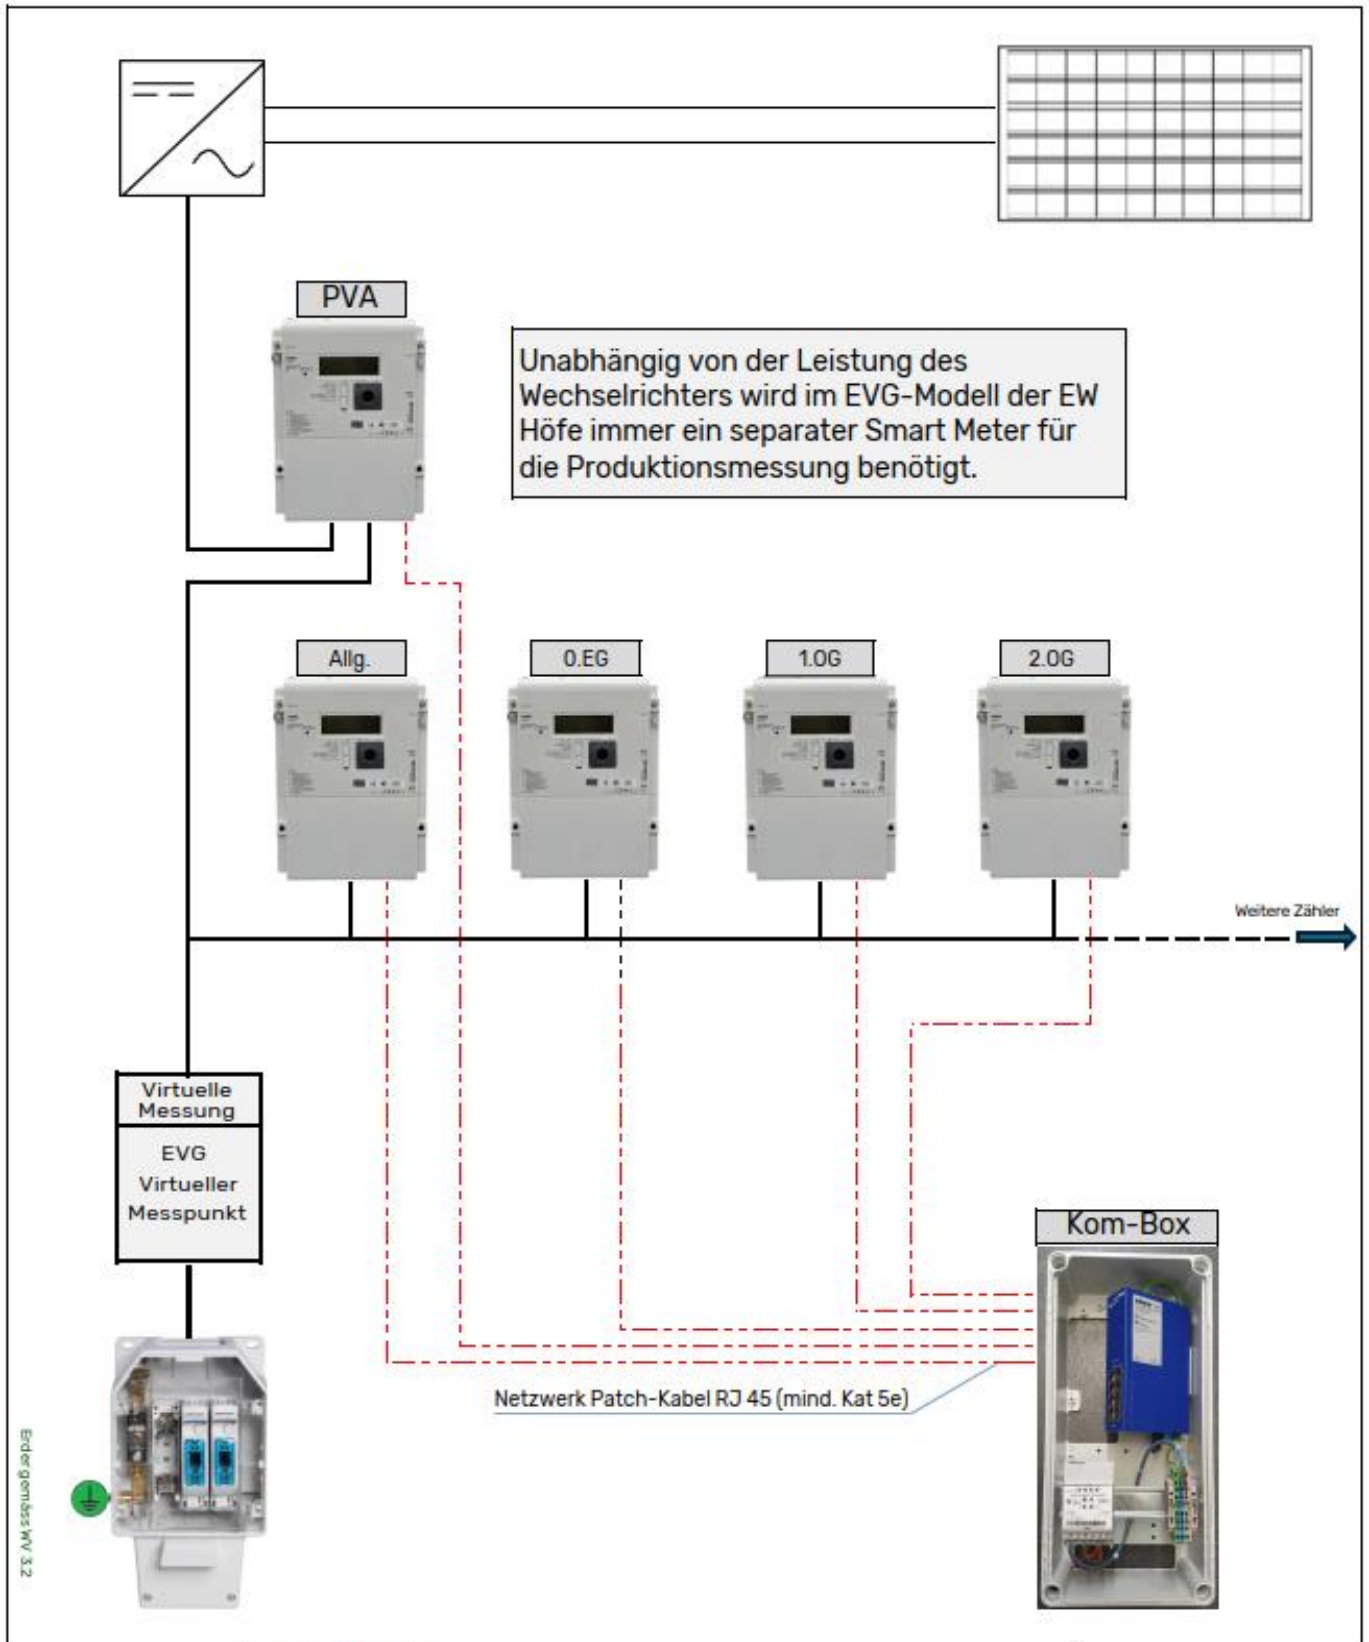 PVA
Unabhängig von der Leistung des
Wechselrichters wird im EVG-Modell der EW
Höfe immer ein separater Smart Meter für
die Produktionsmessung benötigt.
Allg.
0.EG
1.OG
2.OG
Weitere Zähler
Virtuelle
Messung
EVG
Virtueller
Messpunkt
Kom-Box
Netzwerk Patch-Kabel RJ 45 (mind. Kat 5e)
Erder gemäss WV 3.2